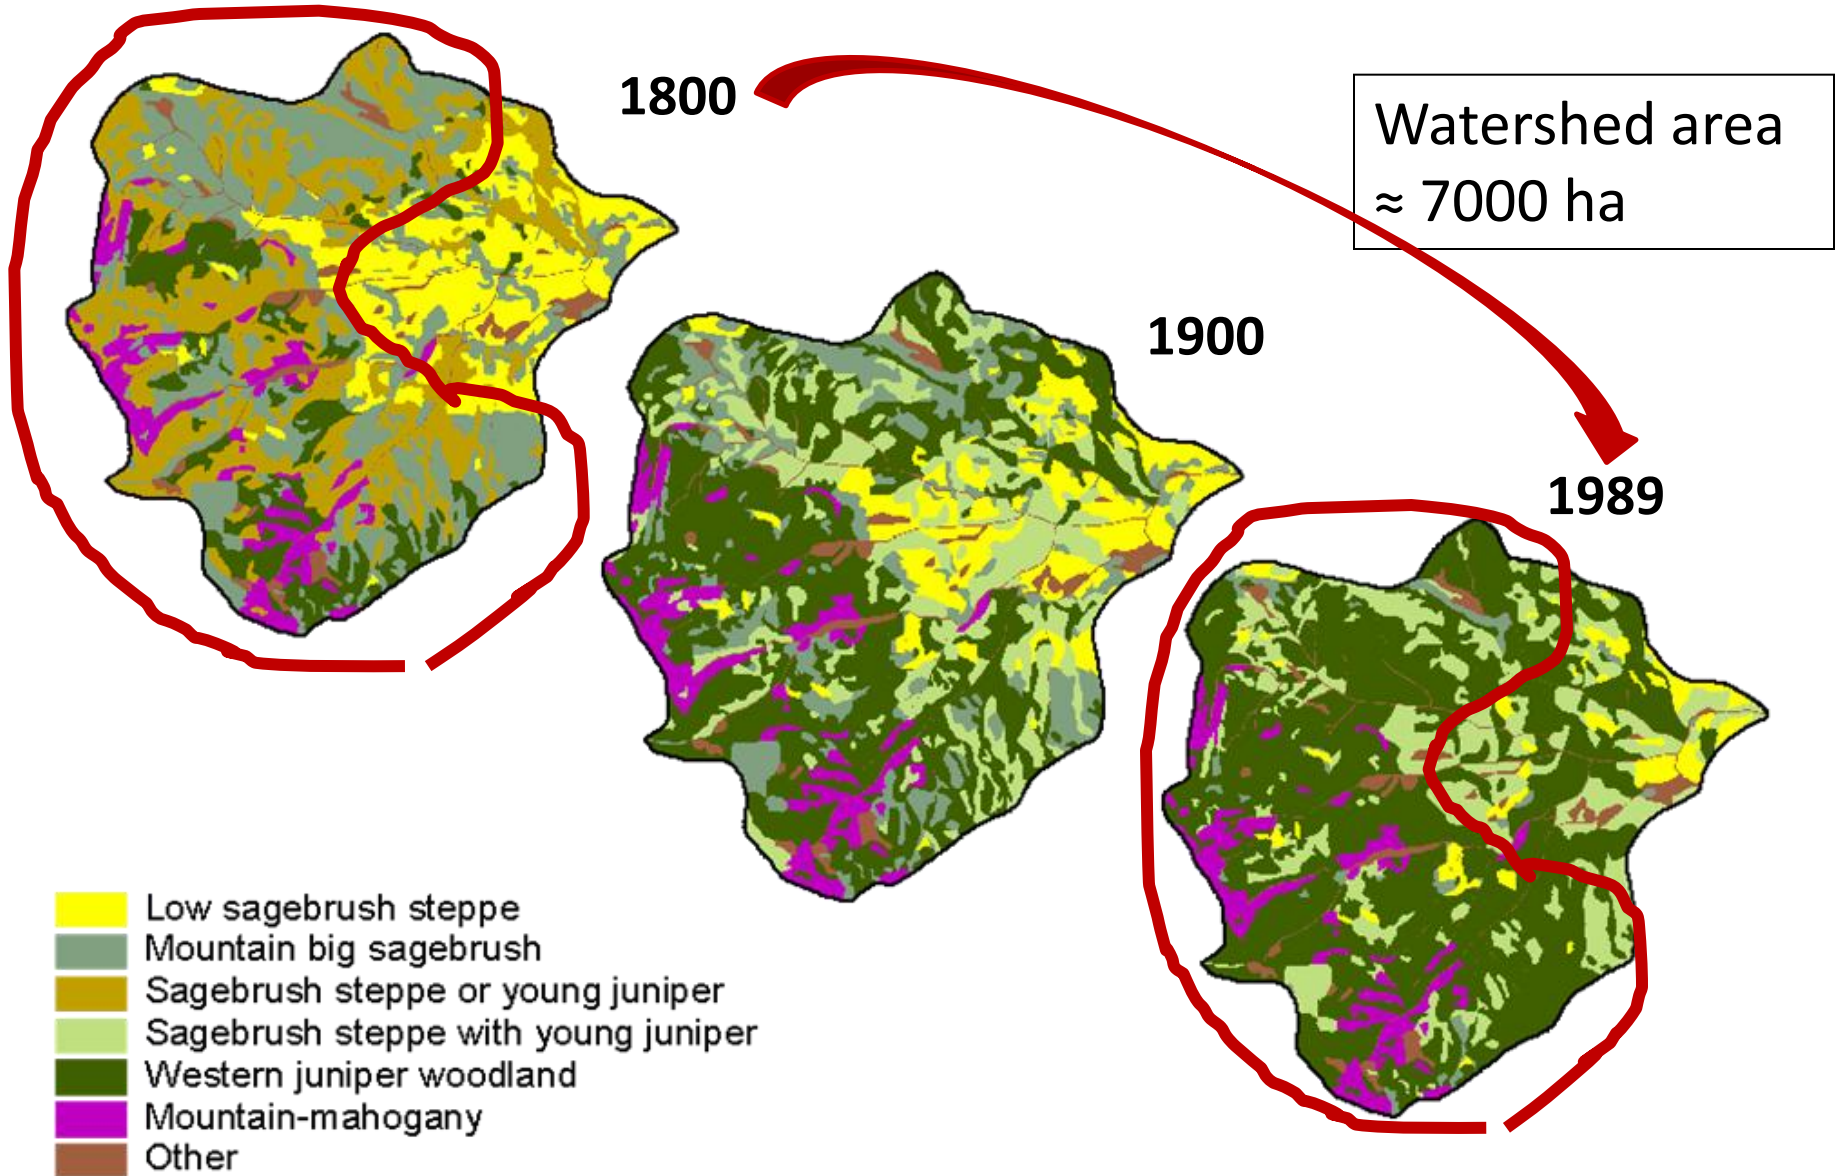 1800
Watershed area
≈ 7000 ha
1900
1989
Low sagebrush steppe
Mountain big sagebrush
Sagebrush steppe or young juniper
Sagebrush steppe with young juniper
Western juniper woodland
Mountain-mahogany
Other